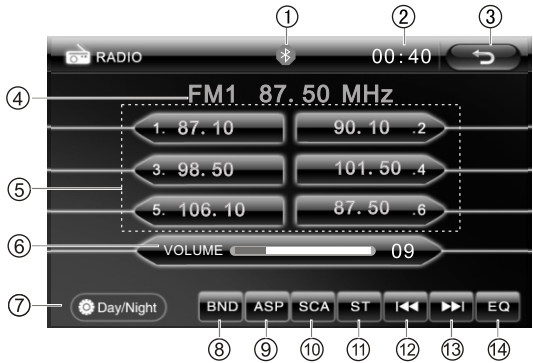 ① ② ③
RADIO 00:40
④ FM1 87.50 MHz
1. 87.10 90.10 .2
3. 98.50 101.50 .4
⑤
5. 106.10 87.50 .6
⑥ VOLUME 09
⑦ Day/Night BND ASP SCA ST EQ
⑧ ⑨ ⑩ ⑪ ⑫ ⑬ ⑭